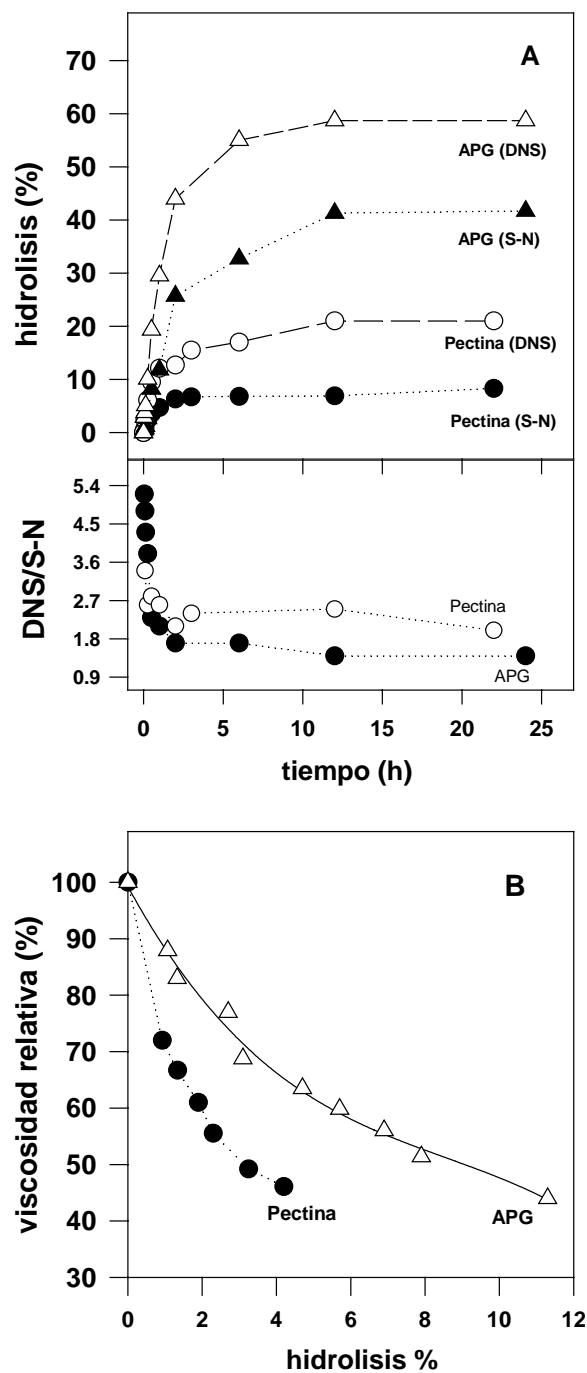 A
70
60
50
40
30
20
10
0
hidrolisis (%)
APG (DNS)
APG (S-N)
Pectina (DNS)
Pectina (S-N)
5.4
4.5
3.6
2.7
1.8
0.9
DNS/S-N
Pectina
APG
0 5 10 15 20 25
tiempo (h)
B
100
90
80
70
60
50
40
30
viscosidad relativa (%)
Pectina
APG
0 2 4 6 8 10 12
hidrolisis %